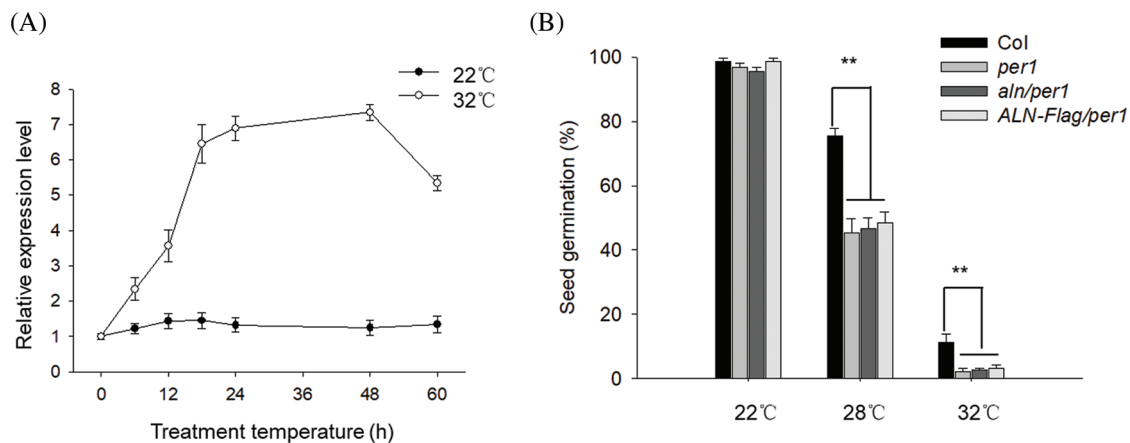 (A)
22℃
32℃
8
7
6
5
4
3
2
1
0
Relative expression level
0 12 24 36 48 60
Treatment temperature (h)
(B)
Col
per1
aln/per1
ALN-Flag/per1
100
80
60
40
20
0
Seed germination (%)
**
**
22℃ 28℃ 32℃